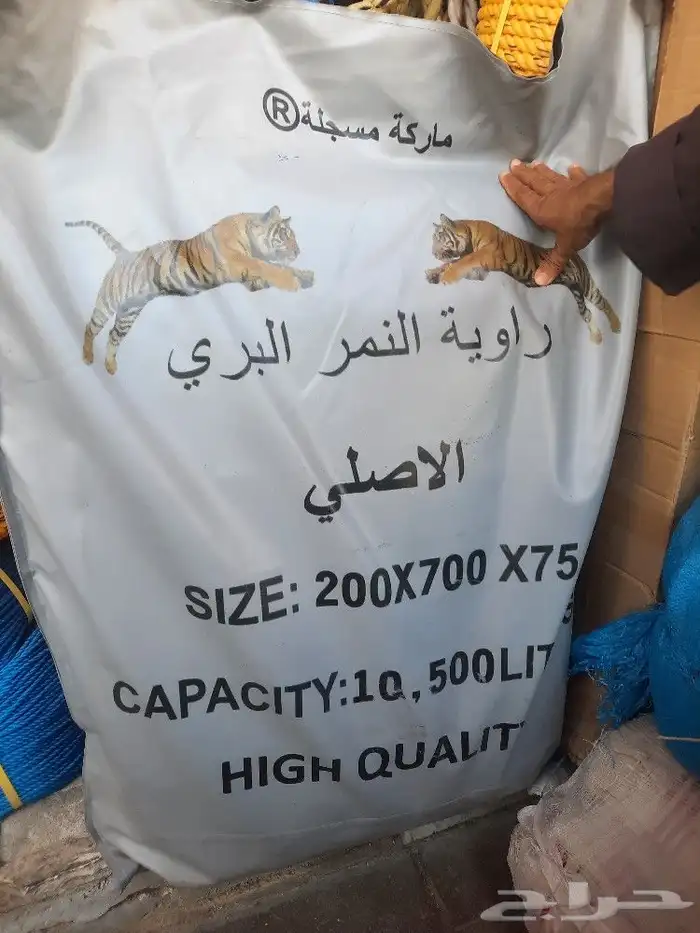 ماركة مسجلة®
راوية النمر البري
الاصلي
SIZE: 200X700 X75
CAPACITY:10,500LIT
HIGH QUALIT
حراج